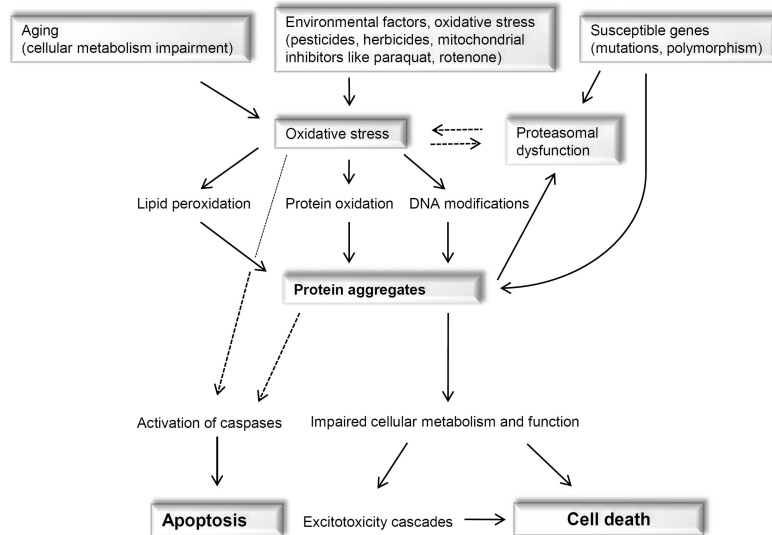 Aging
(cellular metabolism impairment)
Environmental factors, oxidative stress
(pesticides, herbicides, mitochondrial
inhibitors like paraquat, rotenone)
Susceptible genes
(mutations, polymorphism)
Oxidative stress
Proteasomal
dysfunction
Lipid peroxidation
Protein oxidation
DNA modifications
Protein aggregates
Activation of caspases
Impaired cellular metabolism and function
Apoptosis
Excitotoxicity cascades
Cell death